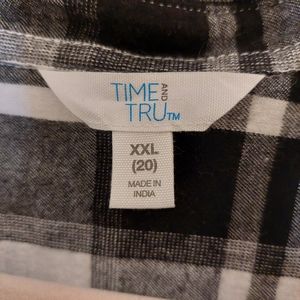 TIME AND
TRU™
XXL
(20)
MADE IN
INDIA